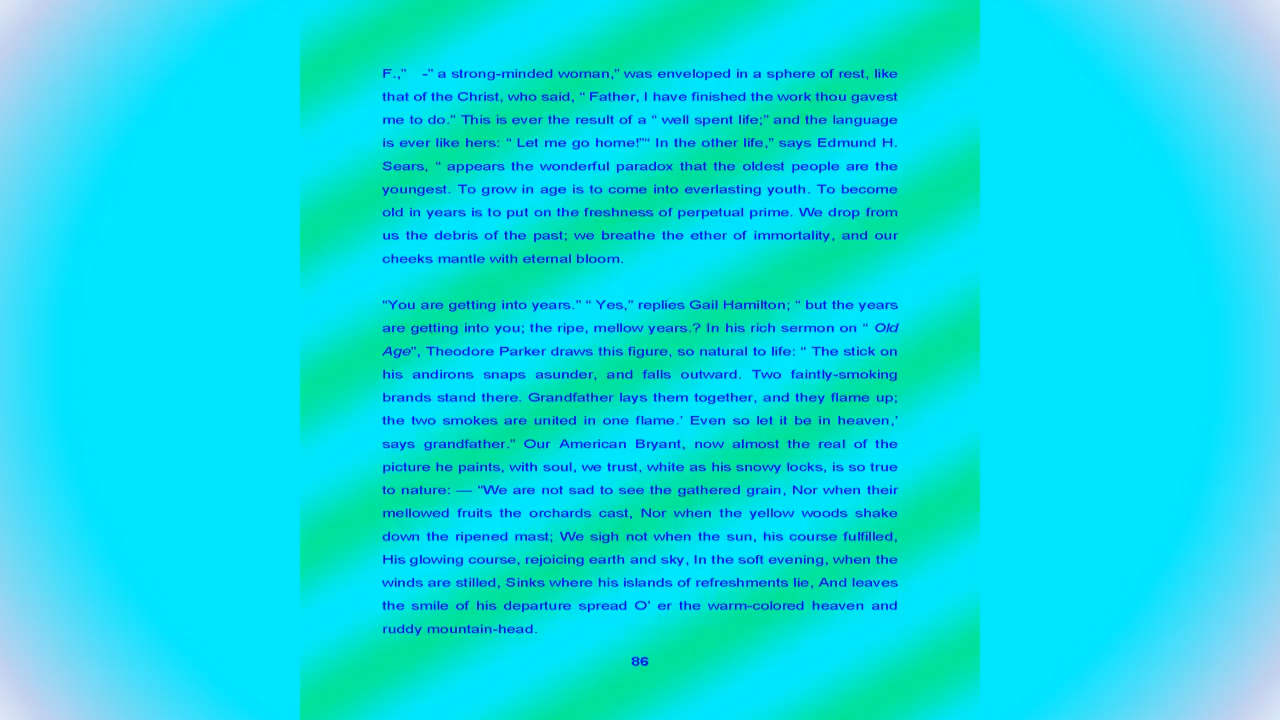 F.,”   -” a strong-minded woman,” was enveloped in a sphere of rest, like
that of the Christ, who said, “ Father, I have finished the work thou gavest
me to do.” This is ever the result of a “ well spent life;” and the language
is ever like hers: “ Let me go home!”“ In the other life,” says Edmund H.
Sears, “ appears the wonderful paradox that the oldest people are the
youngest. To grow in age is to come into everlasting youth. To become
old in years is to put on the freshness of perpetual prime. We drop from
us the debris of the past; we breathe the ether of immortality, and our
cheeks mantle with eternal bloom.
“You are getting into years.” “ Yes,” replies Gail Hamilton; “ but the years
are getting into you; the ripe, mellow years.? In his rich sermon on “ Old
Age”, Theodore Parker draws this figure, so natural to life: “ The stick on
his andirons snaps asunder, and falls outward. Two faintly-smoking
brands stand there. Grandfather lays them together, and they flame up;
the two smokes are united in one flame.’ Even so let it be in heaven,’
says grandfather.” Our American Bryant, now almost the real of the
picture he paints, with soul, we trust, white as his snowy locks, is so true
to nature: — “We are not sad to see the gathered grain, Nor when their
mellowed fruits the orchards cast, Nor when the yellow woods shake
down the ripened mast; We sigh not when the sun, his course fulfilled,
His glowing course, rejoicing earth and sky, In the soft evening, when the
winds are stilled, Sinks where his islands of refreshments lie, And leaves
the smile of his departure spread O’ er the warm-colored heaven and
ruddy mountain-head.
86